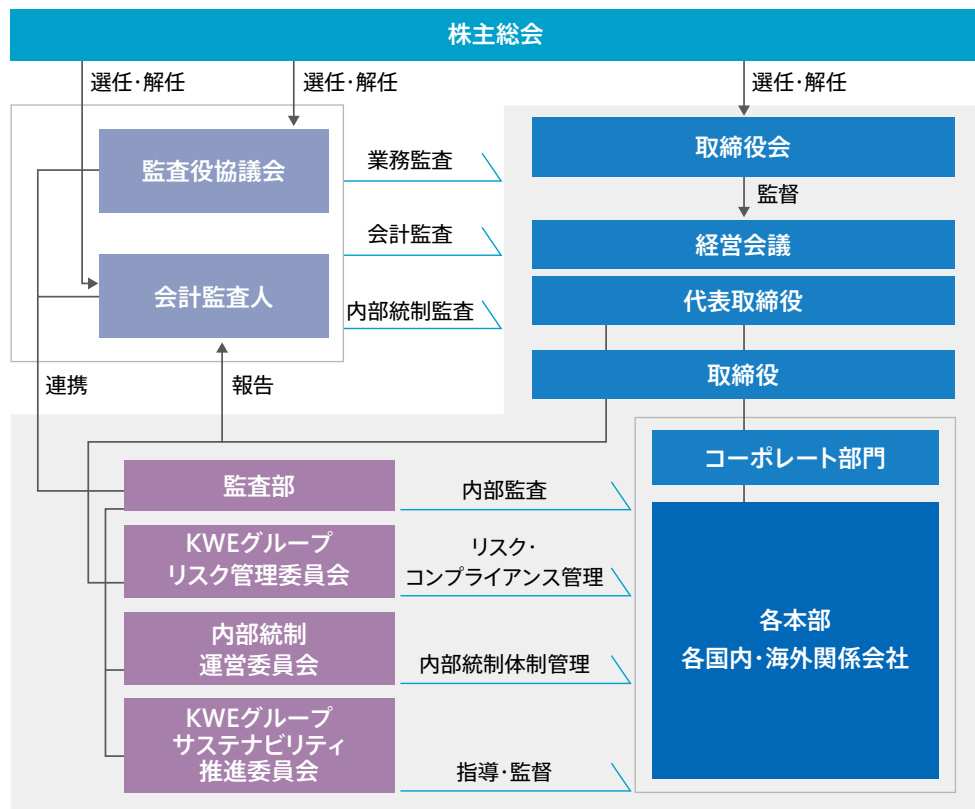 株主総会
選任・解任
選任・解任
選任・解任
監査役協議会
業務監査
取締役会
監督
会計監査
経営会議
会計監査人
代表取締役
内部統制監査
取締役
連携
報告
コーポレート部門
監査部
内部監査
KWEグループ
リスク管理委員会
リスク・
コンプライアンス管理
各本部
各国内・海外関係会社
内部統制
運営委員会
内部統制体制管理
KWEグループ
サステナビリティ
推進委員会
指導・監督